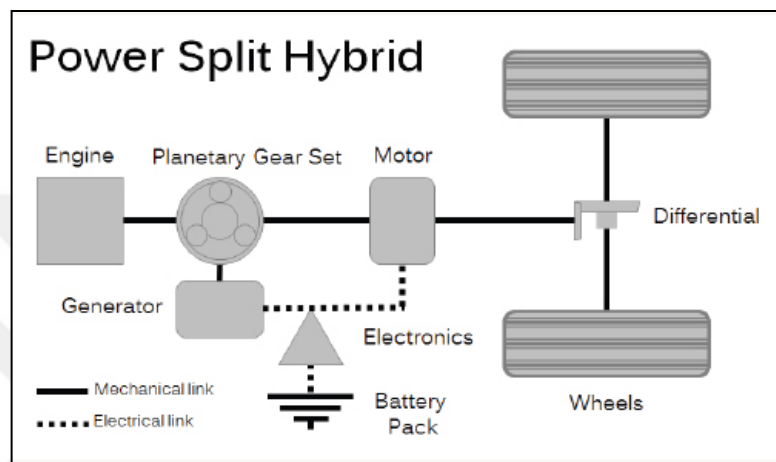 Power Split Hybrid
Engine
Planetary Gear Set
Motor
Differential
Generator
Electronics
Mechanical link
Electrical link
Battery
Pack
Wheels